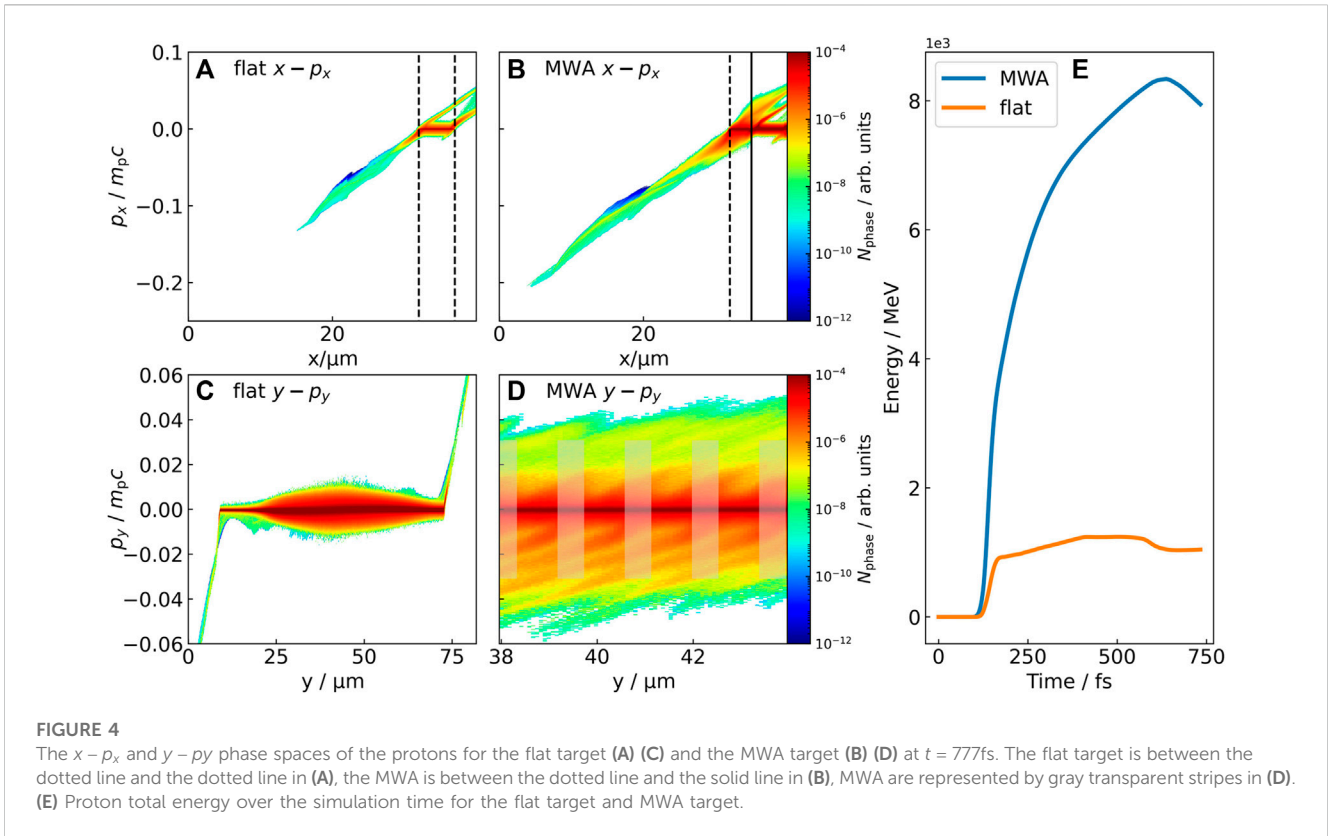 A flat x − pₓ
0.1
0.0
−0.1
−0.2
pₓ / mₚc
0
20
x/μm
B MWA x − pₓ
0
20
x/μm
10⁻⁴
10⁻⁶
10⁻⁸
10⁻¹⁰
10⁻¹²
N_phase / arb. units
C flat y − p_y
0.06
0.04
0.02
0.00
−0.02
−0.04
−0.06
p_y / mₚc
0
25
50
75
y / μm
D MWA y − p_y
38
40
42
y / μm
10⁻⁴
10⁻⁶
10⁻⁸
10⁻¹⁰
10⁻¹²
N_phase / arb. units
1e3
MWA
flat
E
8
6
4
2
0
Energy / MeV
0
250
500
750
Time / fs
FIGURE 4
The x – pₓ and y – py phase spaces of the protons for the flat target (A) (C) and the MWA target (B) (D) at t = 777fs. The flat target is between the
dotted line and the dotted line in (A), the MWA is between the dotted line and the solid line in (B), MWA are represented by gray transparent stripes in (D).
(E) Proton total energy over the simulation time for the flat target and MWA target.